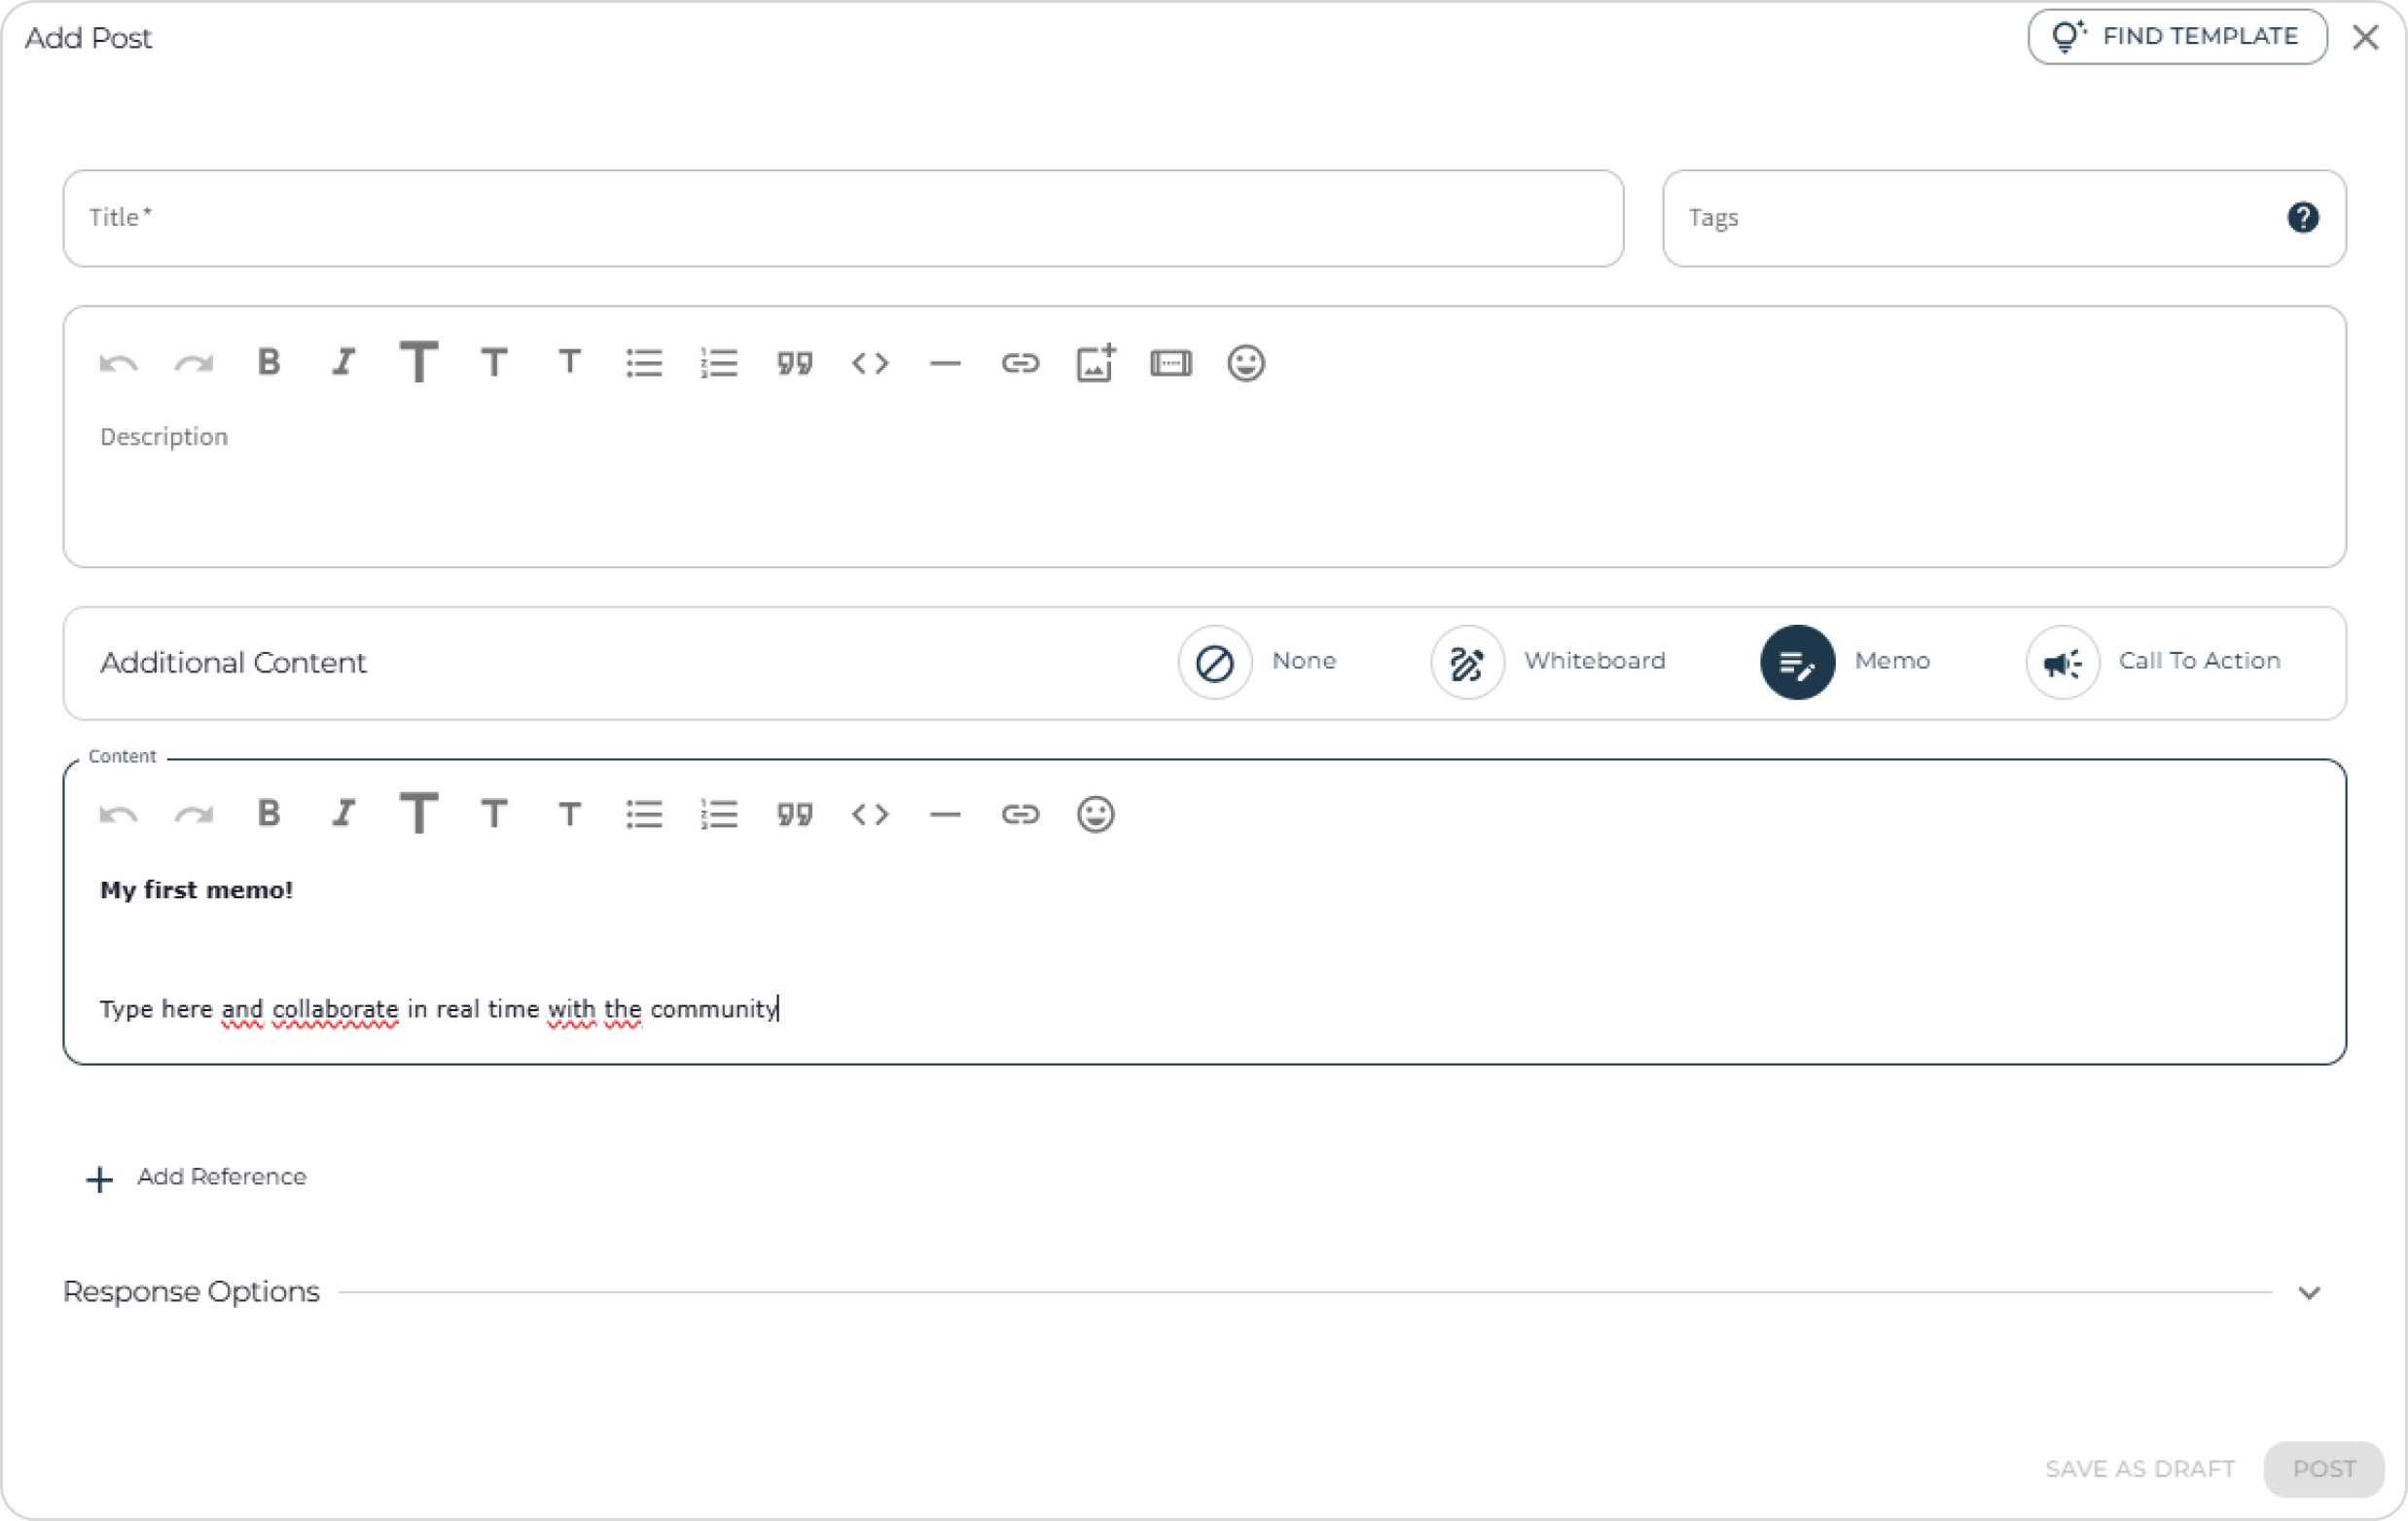 Add Post
FIND TEMPLATE
Title*
Tags
Description
Additional Content
None
Whiteboard
Memo
Call To Action
Content
My first memo!
Type here and collaborate in real time with the community
Add Reference
Response Options
SAVE AS DRAFT
POST